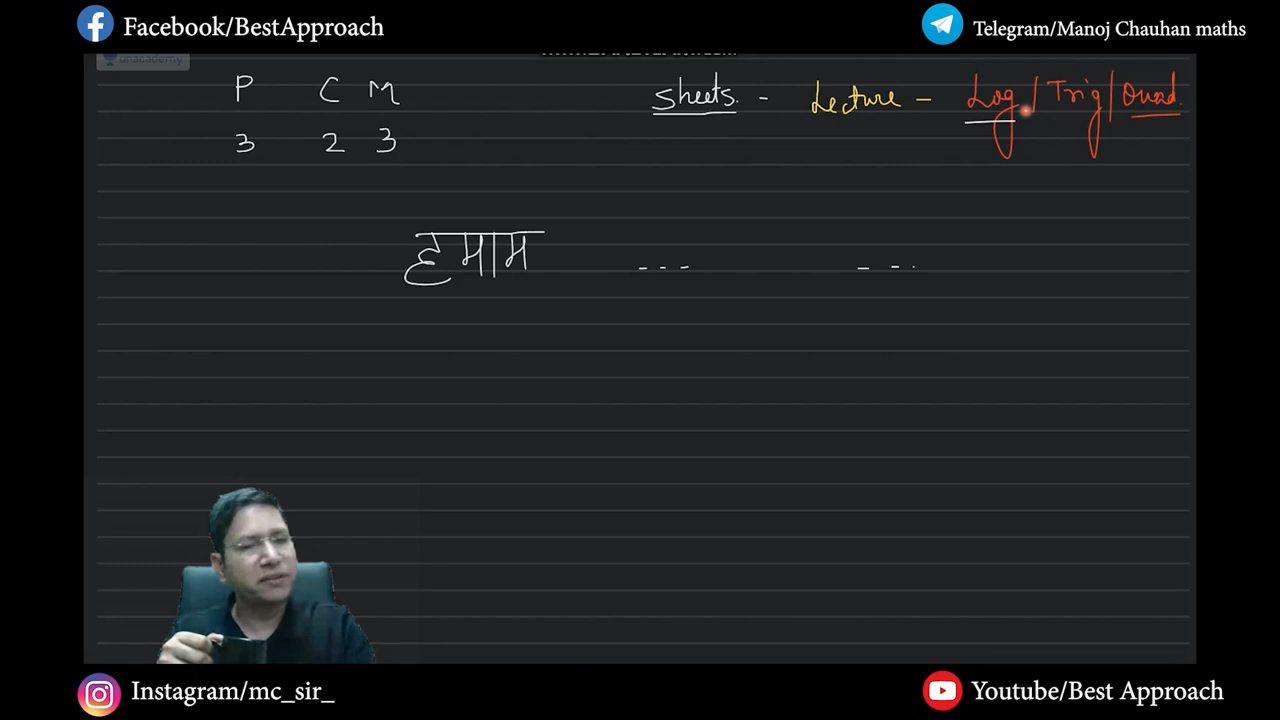 Facebook/BestApproach
Telegram/Manoj Chauhan maths
unacademy
P C M
Sheets. - Lecture - Log / Trig / Quad.
3 2 3
हमाम --- ---
Instagram/mc_sir_
Youtube/Best Approach